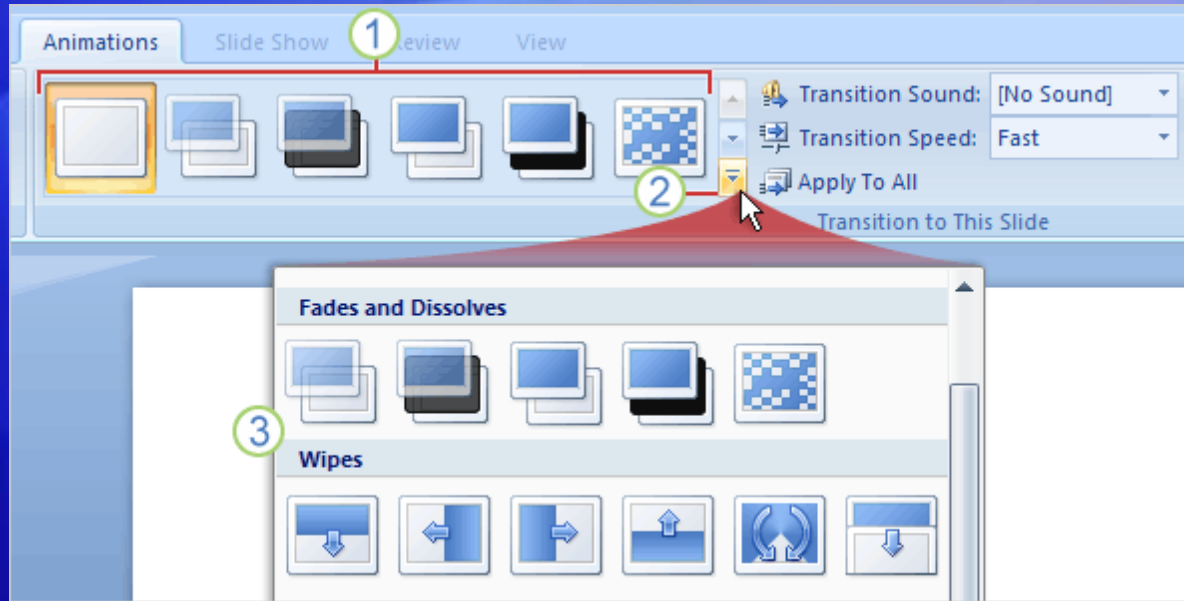 Animations Slide Show 1 Review View
Transition Sound: [No Sound]
Transition Speed: Fast
2 Apply To All
Transition to This Slide
Fades and Dissolves
3
Wipes